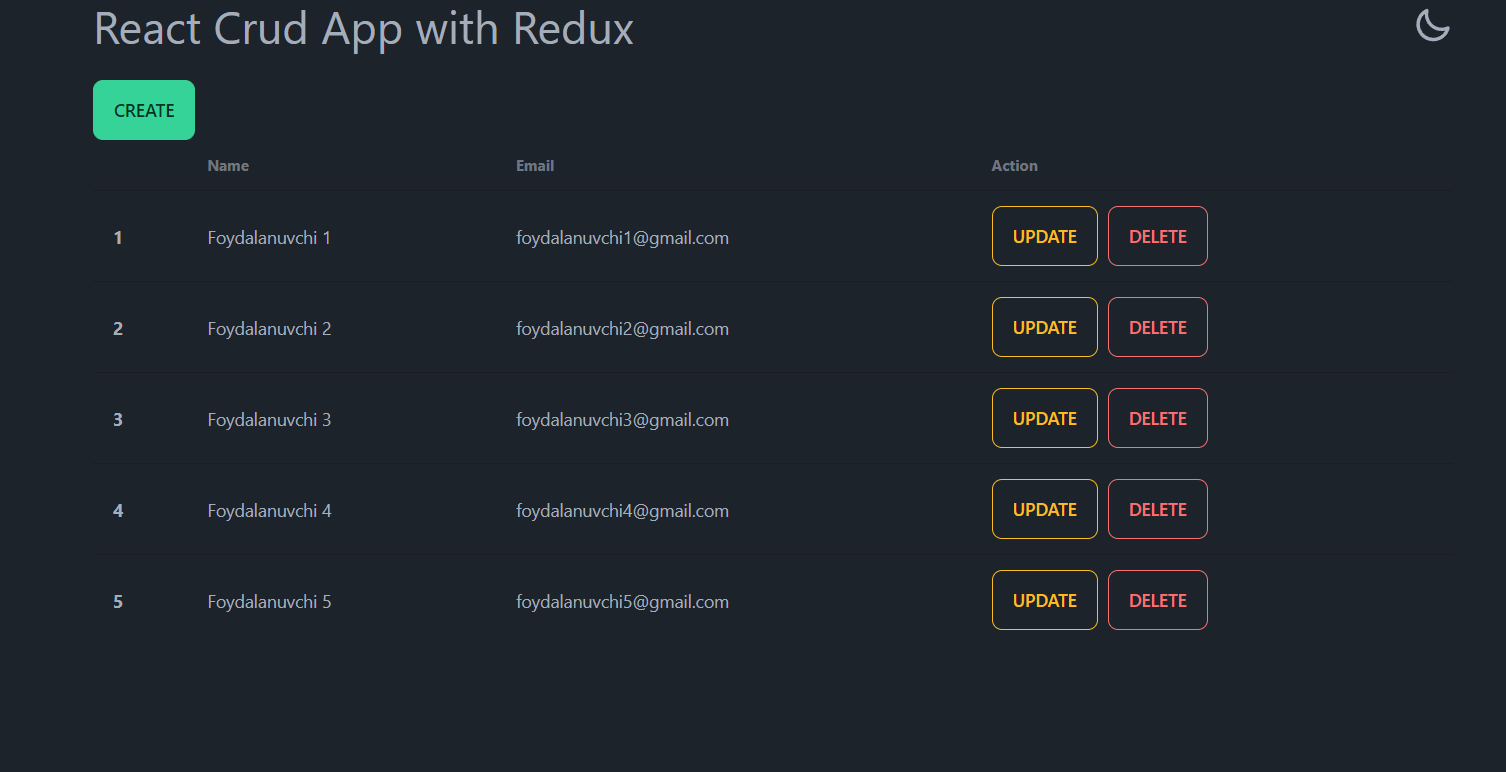 React Crud App with Redux
CREATE
Name Email Action
1 Foydalanuvchi 1 foydalanuvchi1@gmail.com UPDATE DELETE
2 Foydalanuvchi 2 foydalanuvchi2@gmail.com UPDATE DELETE
3 Foydalanuvchi 3 foydalanuvchi3@gmail.com UPDATE DELETE
4 Foydalanuvchi 4 foydalanuvchi4@gmail.com UPDATE DELETE
5 Foydalanuvchi 5 foydalanuvchi5@gmail.com UPDATE DELETE